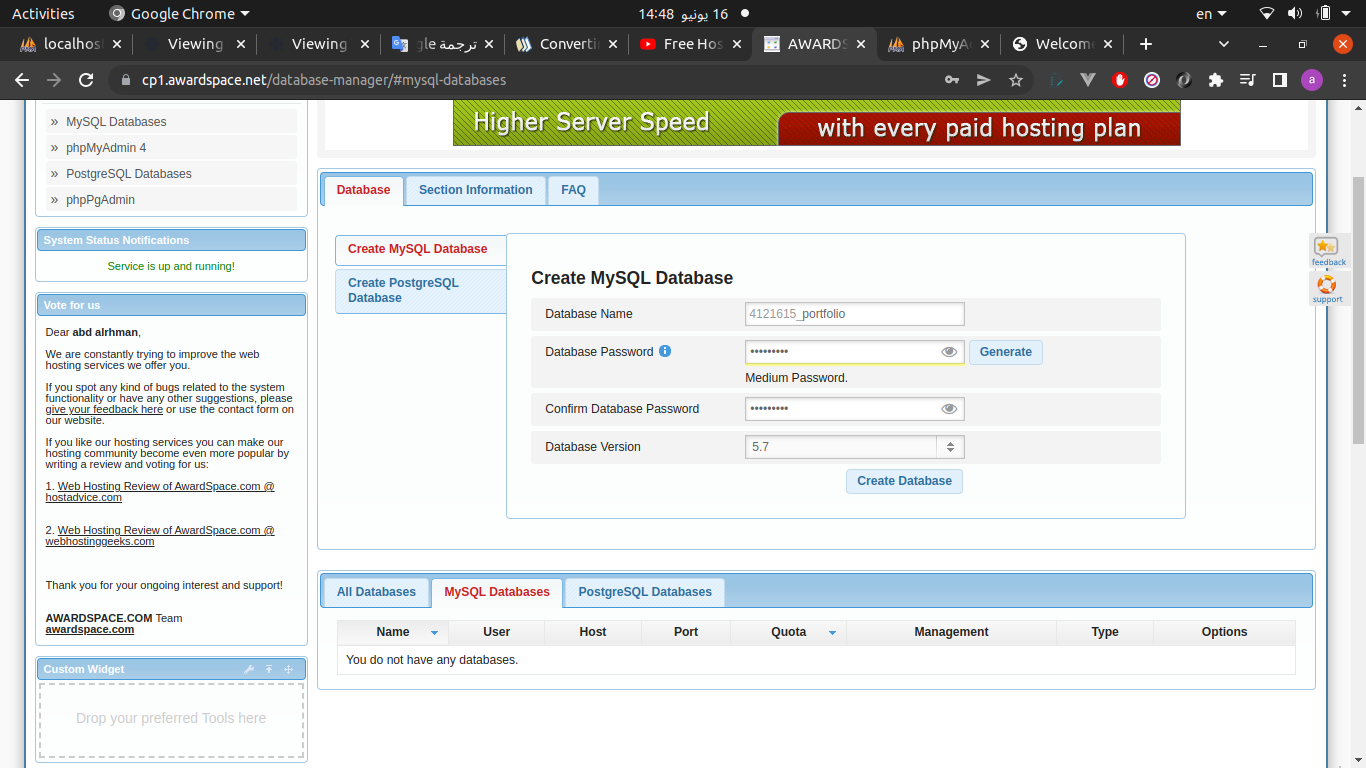 Activities
Google Chrome
16 يونيو 14:48
en
localhos
Viewing
Viewing
ترجمة gle
Converti
Free Hos
AWARDS
phpMyA
Welcom
cp1.awardspace.net/database-manager/#mysql-databases
a
» MySQL Databases
» phpMyAdmin 4
» PostgreSQL Databases
» phpPgAdmin
System Status Notifications
Service is up and running!
Vote for us
Dear abd alrhman,
We are constantly trying to improve the web
hosting services we offer you.
If you spot any kind of bugs related to the system
functionality or have any other suggestions, please
give your feedback here or use the contact form on
our website.
If you like our hosting services you can make our
hosting community become even more popular by
writing a review and voting for us:
1. Web Hosting Review of AwardSpace.com @
hostadvice.com
2. Web Hosting Review of AwardSpace.com @
webhostinggeeks.com
Thank you for your ongoing interest and support!
AWARDSPACE.COM Team
awardspace.com
Custom Widget
Drop your preferred Tools here
Higher Server Speed
with every paid hosting plan
Database
Section Information
FAQ
Create MySQL Database
Create PostgreSQL
Database
Create MySQL Database
Database Name
4121615_portfolio
Database Password
•••••••••
Generate
Medium Password.
Confirm Database Password
•••••••••
Database Version
5.7
Create Database
feedback
support
All Databases
MySQL Databases
PostgreSQL Databases
Name
User
Host
Port
Quota
Management
Type
Options
You do not have any databases.